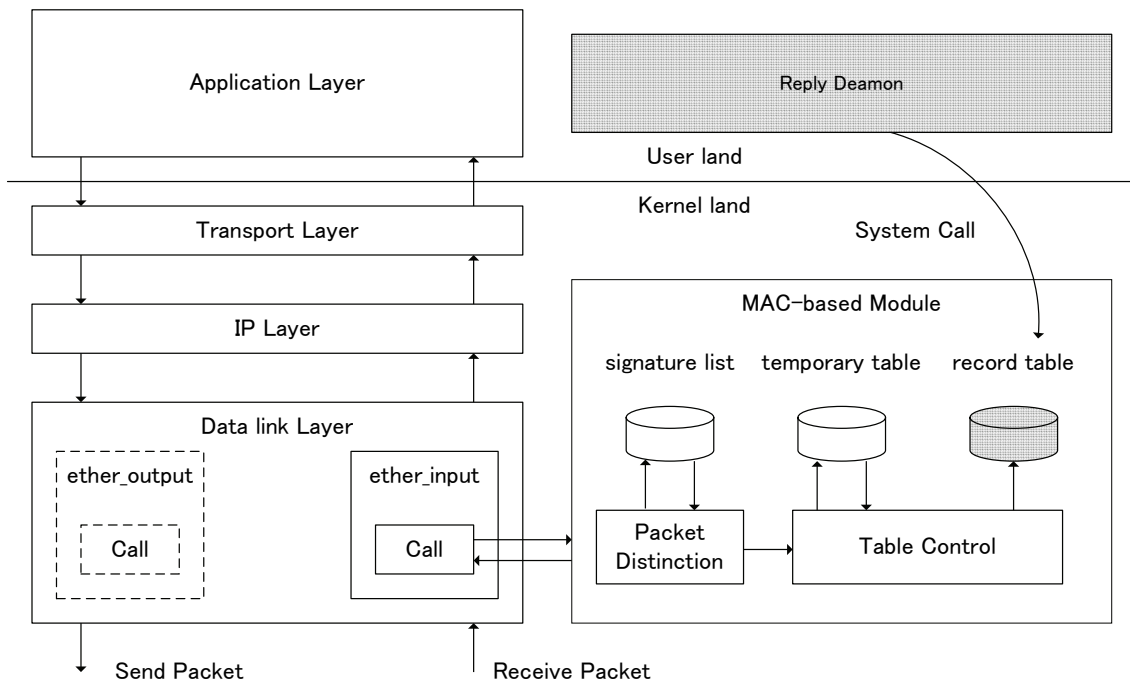 Application Layer
Reply Deamon
User land
Kernel land
Transport Layer
System Call
IP Layer
MAC-based Module
signature list
temporary table
record table
Data link Layer
ether_output
ether_input
Call
Call
Packet
Distinction
Table Control
Send Packet
Receive Packet